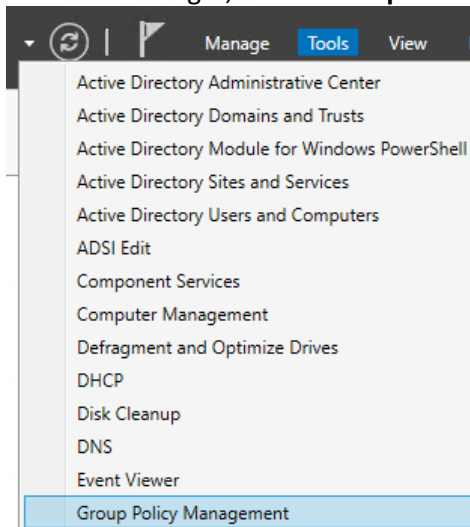 Manage Tools View
Active Directory Administrative Center
Active Directory Domains and Trusts
Active Directory Module for Windows PowerShell
Active Directory Sites and Services
Active Directory Users and Computers
ADSI Edit
Component Services
Computer Management
Defragment and Optimize Drives
DHCP
Disk Cleanup
DNS
Event Viewer
Group Policy Management